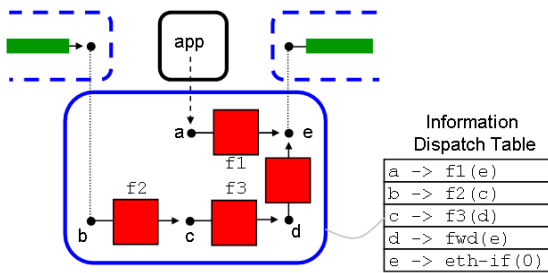 app
a
e
f1
f2
f3
b
c
d
Information
Dispatch Table
a -> f1(e)
b -> f2(c)
c -> f3(d)
d -> fwd(e)
e -> eth-if(0)